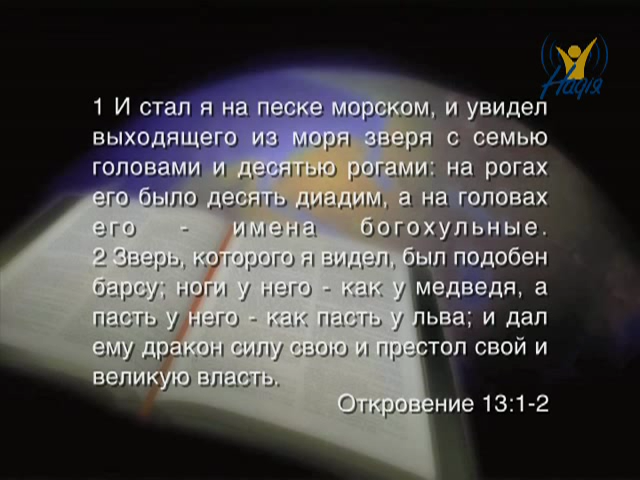 Надія
1 И стал я на песке морском, и увидел
выходящего из моря зверя с семью
головами и десятью рогами: на рогах
его было десять диадим, а на головах
его - имена богохульные.
2 Зверь, которого я видел, был подобен
барсу; ноги у него - как у медведя, а
пасть у него - как пасть у льва; и дал
ему дракон силу свою и престол свой и
великую власть.
Откровение 13:1-2